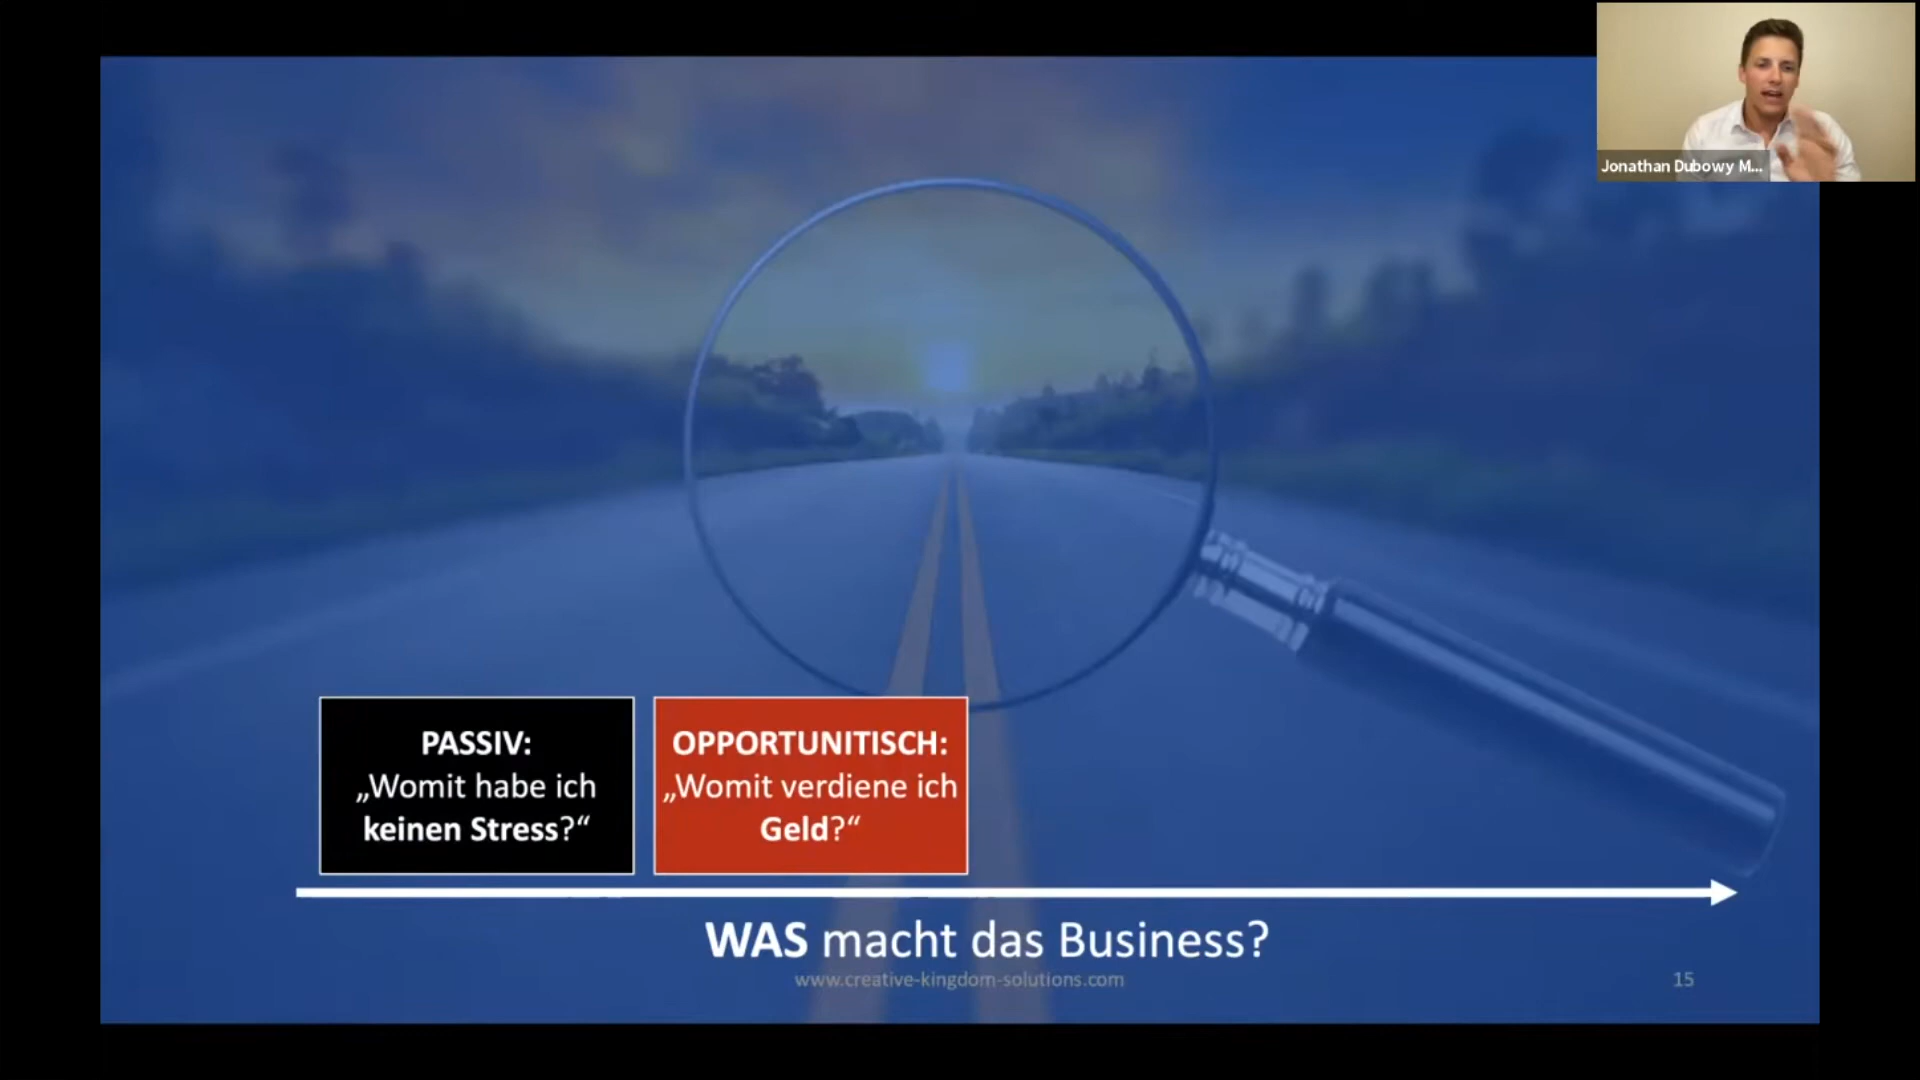 Jonathan Dubowy M...
PASSIV:
„Womit habe ich
keinen Stress?“
OPPORTUNITISCH:
„Womit verdiene ich
Geld?“
WAS macht das Business?
www.creative-kingdom-solutions.com
15